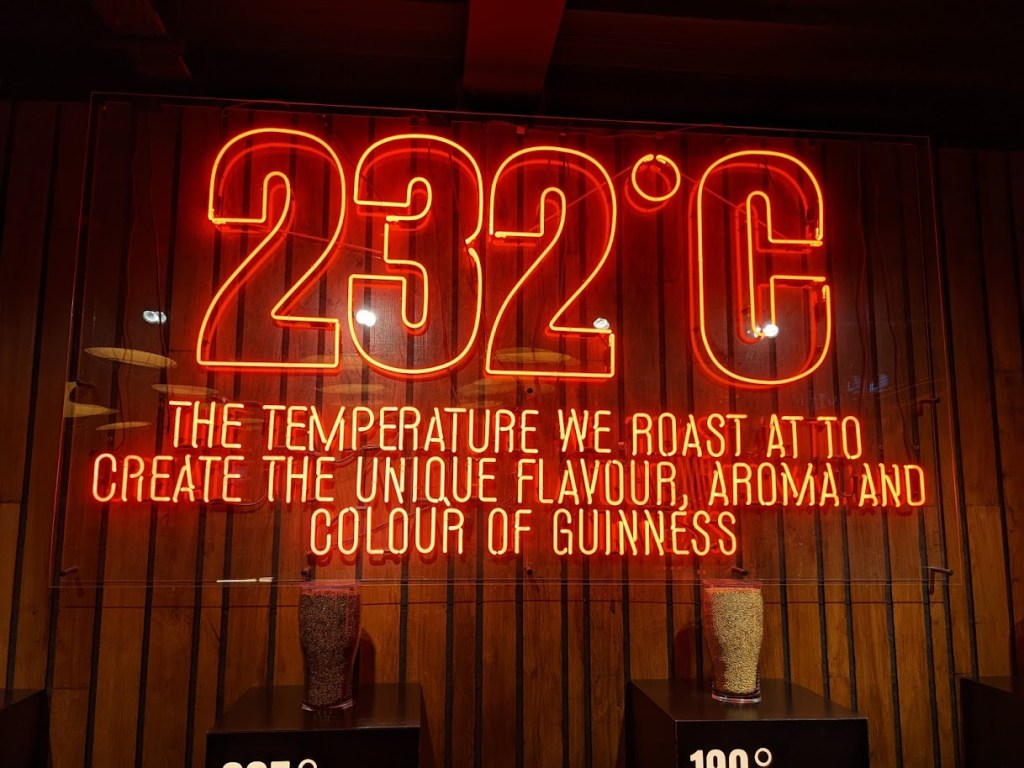 232°C
THE TEMPERATURE WE ROAST AT TO
CREATE THE UNIQUE FLAVOUR, AROMA AND
COLOUR OF GUINNESS